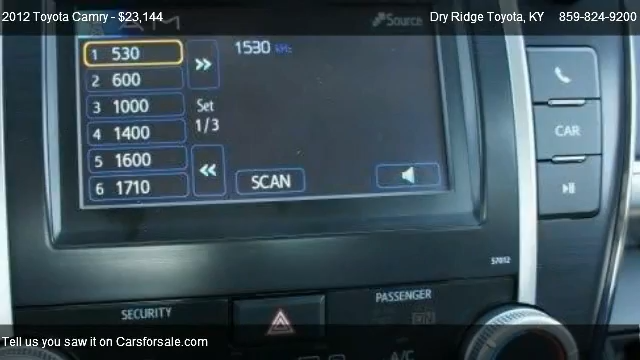 2012 Toyota Camry - $23,144
Dry Ridge Toyota, KY 859-824-9200
AM
Source
1 530
1530 kHz
2 600
3 1000
Set
4 1400
1/3
5 1600
6 1710
SCAN
CAR
57012
SECURITY
PASSENGER
ON
A/C
Tell us you saw it on Carsforsale.com